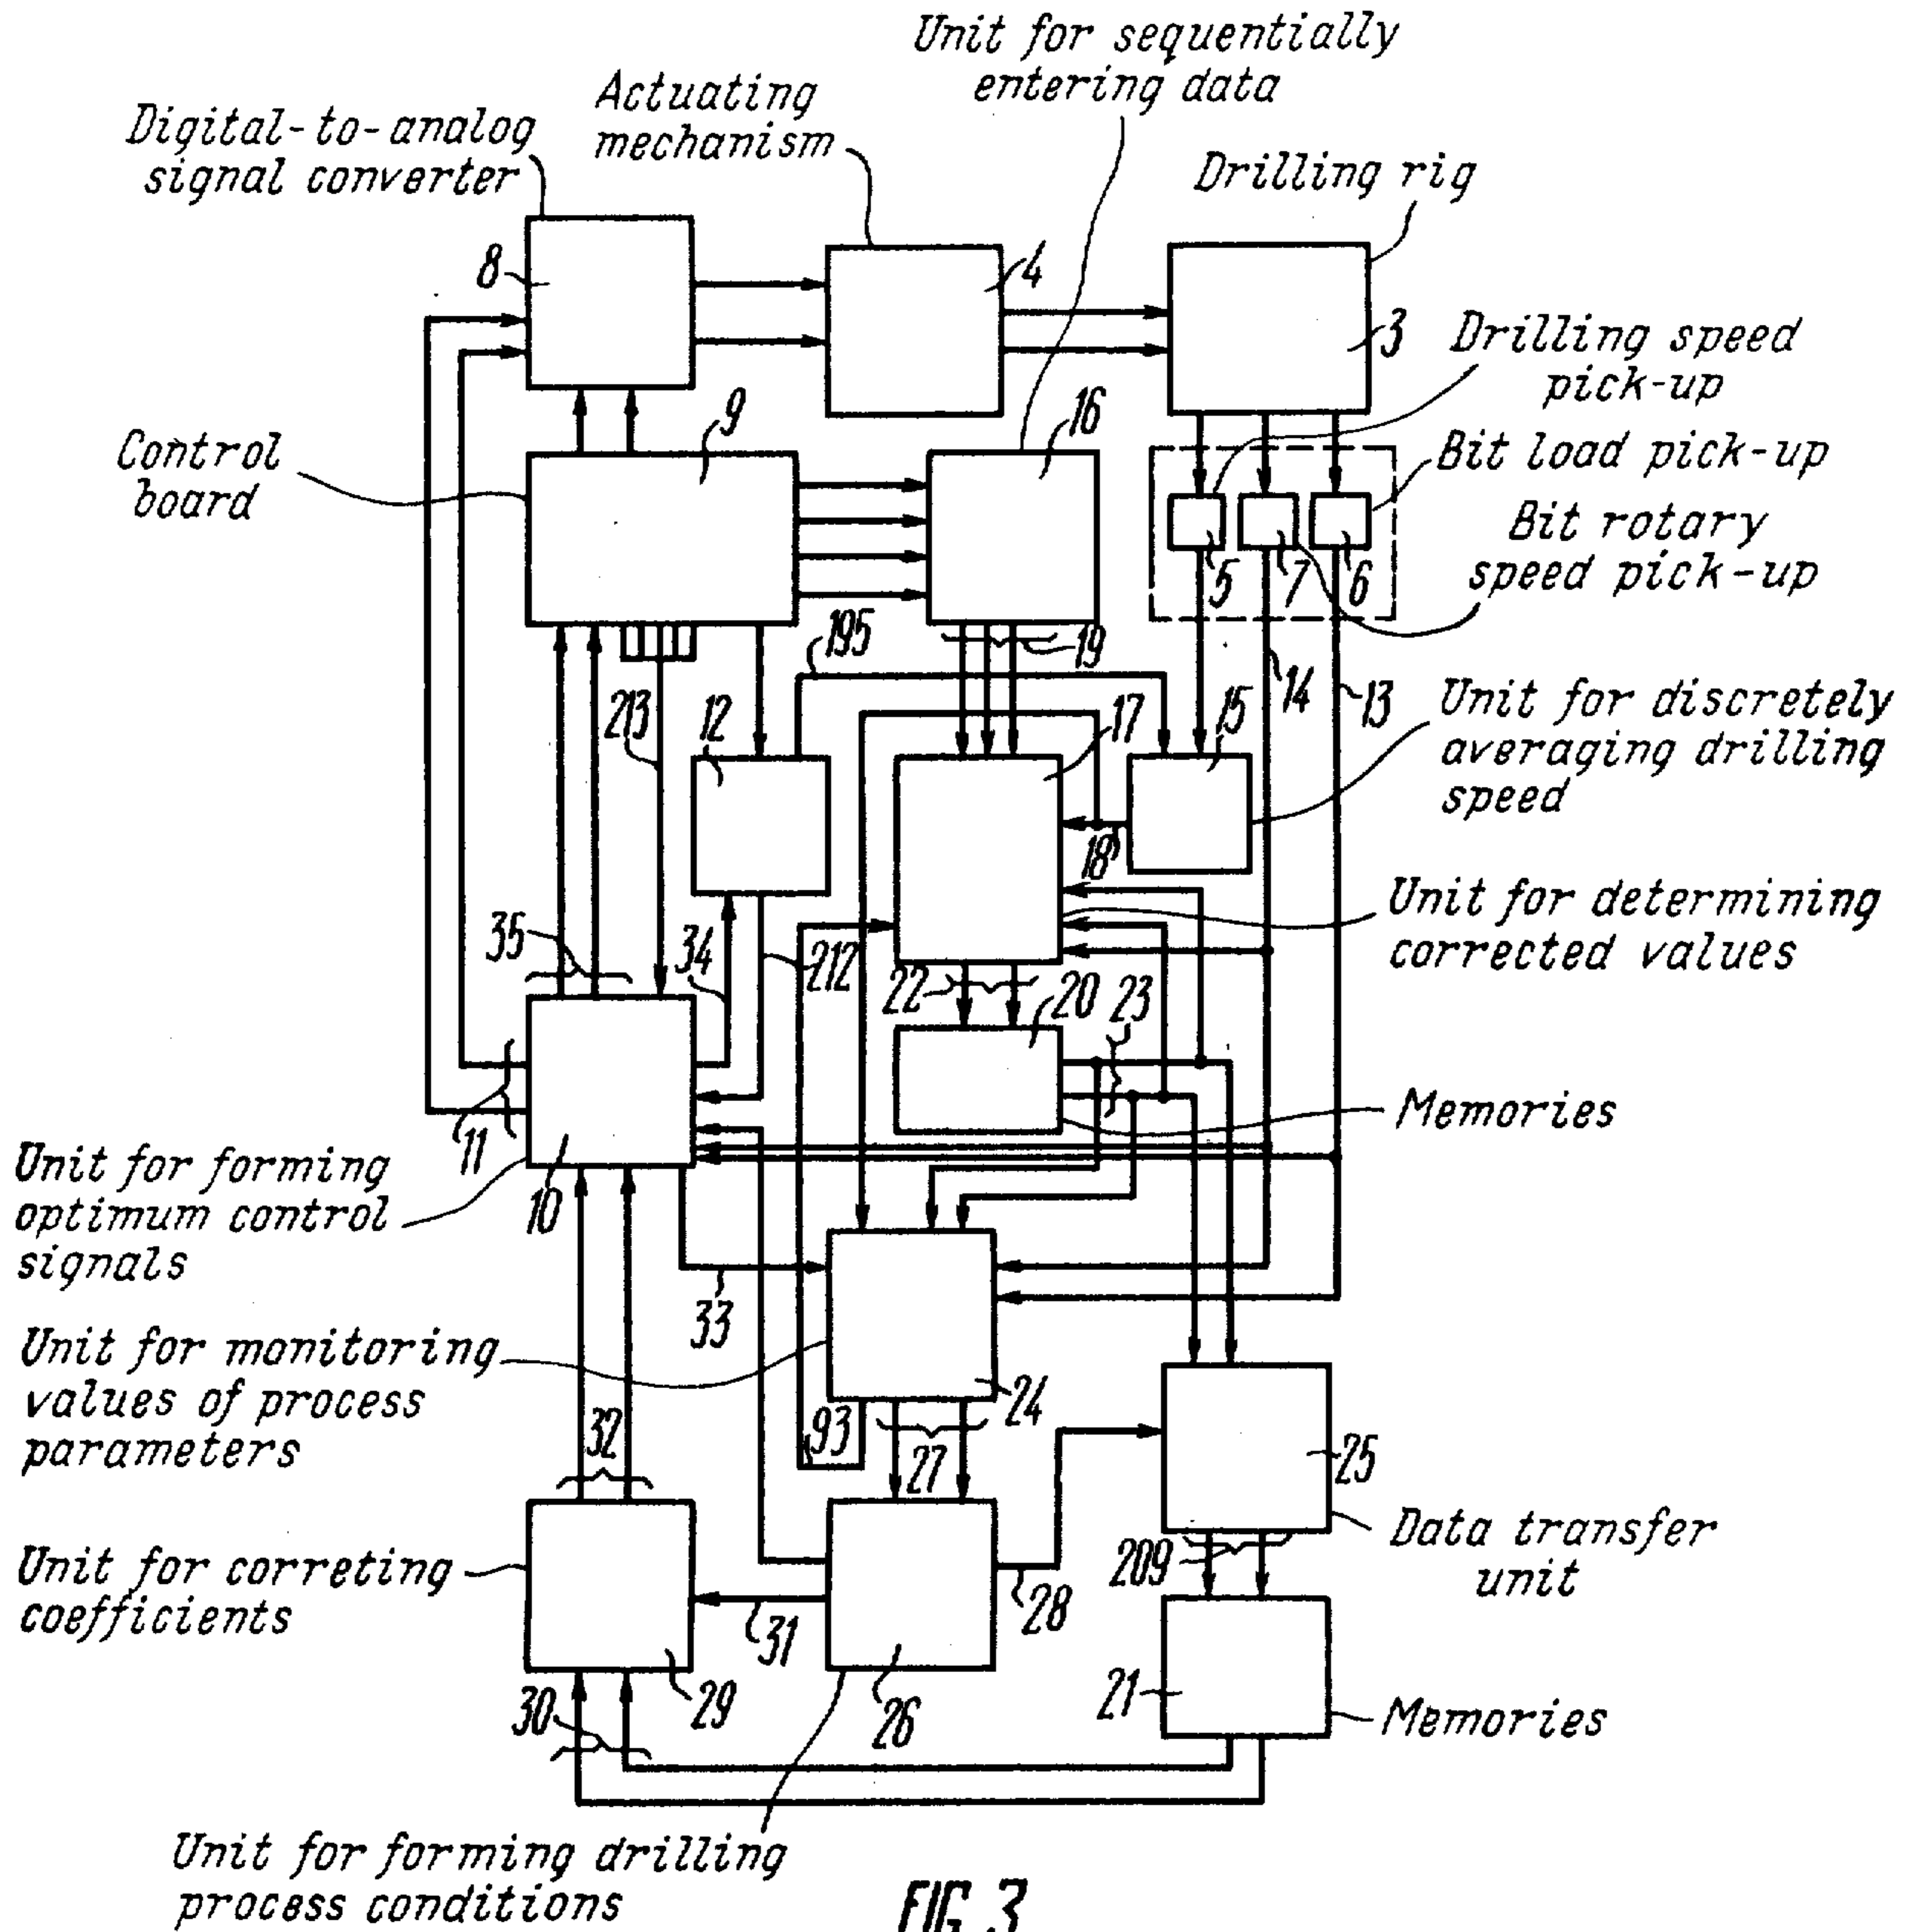 Unit for sequentially
entering data
Actuating
mechanism
Digital-to-analog
signal converter
Drilling rig
8
4
3
Drilling speed
pick-up
9
16
Control
board
Bit load pick-up
Bit rotary
speed pick-up
5
7
6
195
19
14
13
213
12
17
15
Unit for discretely
averaging drilling
speed
18
35
34
212
Unit for determining
corrected values
22
20
23
11
10
Memories
Unit for forming
optimum control
signals
33
Unit for monitoring
values of process
parameters
24
93
27
32
25
Data transfer
unit
209
Unit for correting
coefficients
31
28
29
26
21
30
Memories
Unit for forming drilling
process conditions
FIG. 3